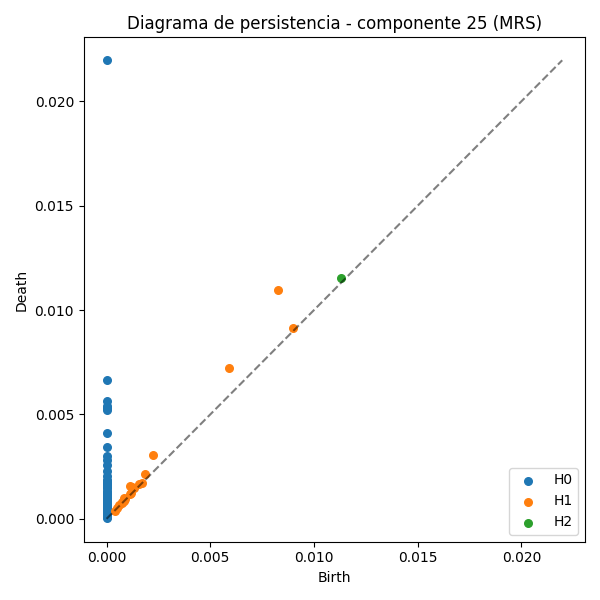 Diagrama de persistencia - componente 25 (MRS)
Death
0.020
0.015
0.010
0.005
0.000
0.000 0.005 0.010 0.015 0.020
Birth
H0
H1
H2